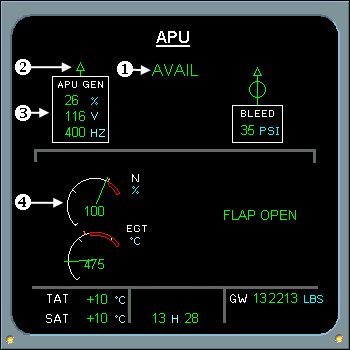 APU
2
1 AVAIL
APU GEN
3 26 %
116 V
400 HZ
BLEED
35 PSI
4 N
%
100
FLAP OPEN
EGT
°C
475
TAT +10 °C
GW 132213 LBS
SAT +10 °C
13 H 28